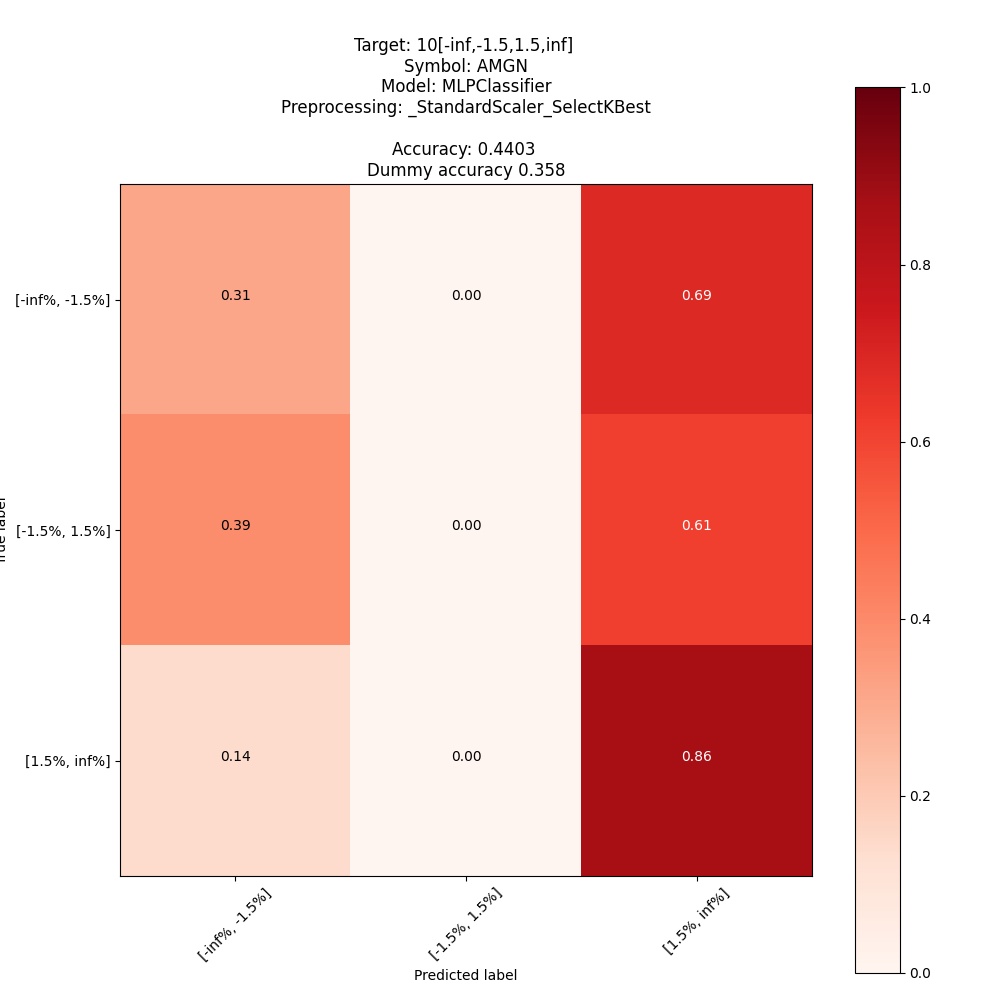 Target: 10[-inf,-1.5,1.5,inf]
Symbol: AMGN
Model: MLPClassifier
Preprocessing: _StandardScaler_SelectKBest
Accuracy: 0.4403
Dummy accuracy 0.358
1.0
0.8
0.6
0.4
0.2
0.0
[-inf%, -1.5%]
0.31
0.00
0.69
[-1.5%, 1.5%]
0.39
0.00
0.61
[1.5%, inf%]
0.14
0.00
0.86
[-inf%, -1.5%]
[-1.5%, 1.5%]
[1.5%, inf%]
Predicted label